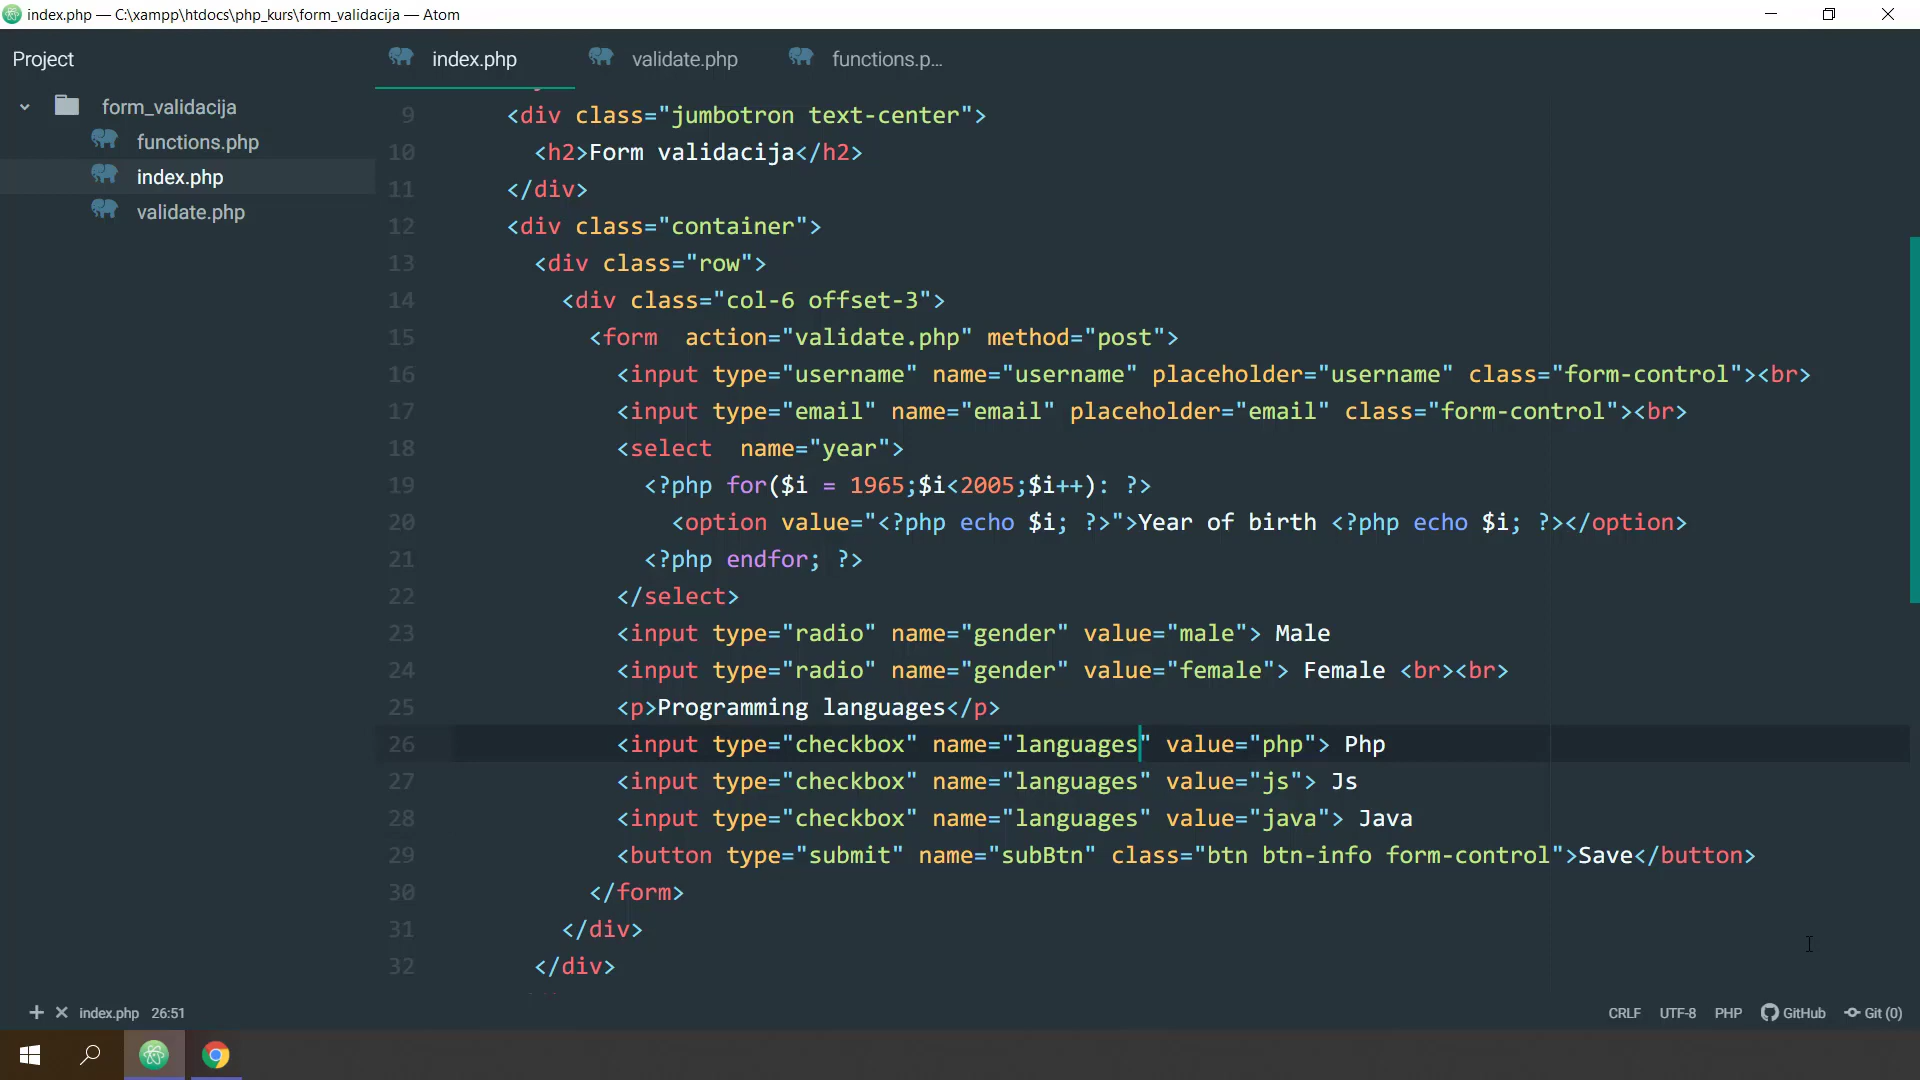 index.php — C:\xampp\htdocs\php_kurs\form_validacija — Atom
Project
form_validacija
functions.php
index.php
validate.php
index.php validate.php functions.p...
9 <div class="jumbotron text-center">
10 <h2>Form validacija</h2>
11 </div>
12 <div class="container">
13 <div class="row">
14 <div class="col-6 offset-3">
15 <form  action="validate.php" method="post">
16 <input type="username" name="username" placeholder="username" class="form-control"><br>
17 <input type="email" name="email" placeholder="email" class="form-control"><br>
18 <select  name="year">
19 <?php for($i = 1965;$i<2005;$i++): ?>
20 <option value="<?php echo $i; ?>">Year of birth <?php echo $i; ?></option>
21 <?php endfor; ?>
22 </select>
23 <input type="radio" name="gender" value="male"> Male
24 <input type="radio" name="gender" value="female"> Female <br><br>
25 <p>Programming languages</p>
26 <input type="checkbox" name="languages" value="php"> Php
27 <input type="checkbox" name="languages" value="js"> Js
28 <input type="checkbox" name="languages" value="java"> Java
29 <button type="submit" name="subBtn" class="btn btn-info form-control">Save</button>
30 </form>
31 </div>
32 </div>
index.php 26:51 CRLF UTF-8 PHP GitHub Git (0)